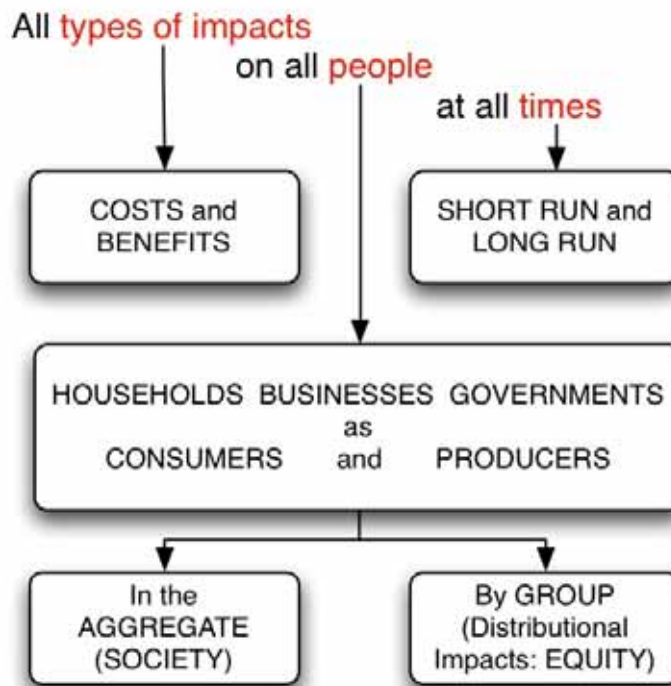 All types of impacts
on all people
at all times
COSTS and
BENEFITS
SHORT RUN and
LONG RUN
HOUSEHOLDS BUSINESSES GOVERNMENTS
as
CONSUMERS and PRODUCERS
In the
AGGREGATE
(SOCIETY)
By GROUP
(Distributional
Impacts: EQUITY)